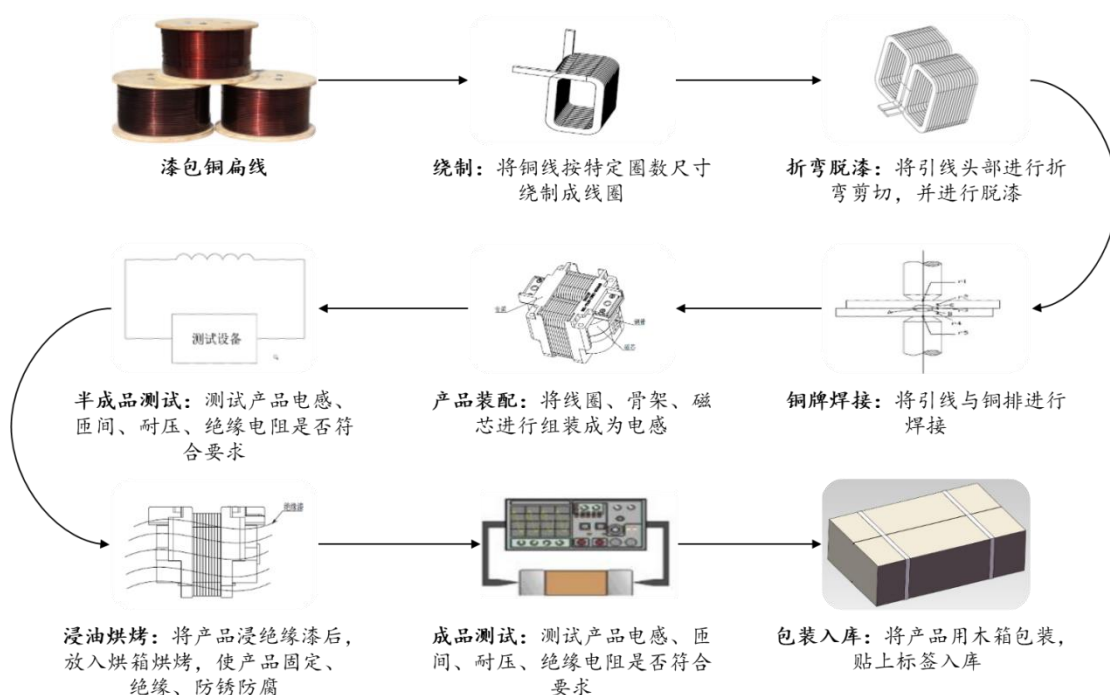 漆包铜扁线
绕制：将铜线按特定圈数尺寸
绕制成线圈
折弯脱漆：将引线头部进行折
弯剪切，并进行脱漆
铜牌焊接：将引线与铜排进行
焊接
产品装配：将线圈、骨架、磁
芯进行组装成为电感
磁芯
测试设备
半成品测试：测试产品电感、
匝间、耐压、绝缘电阻是否符
合要求
绝缘漆
浸油烘烤：将产品浸绝缘漆后，
放入烘箱烘烤，使产品固定、
绝缘、防锈防腐
成品测试：测试产品电感、匝
间、耐压、绝缘电阻是否符合
要求
包装入库：将产品用木箱包装，
贴上标签入库